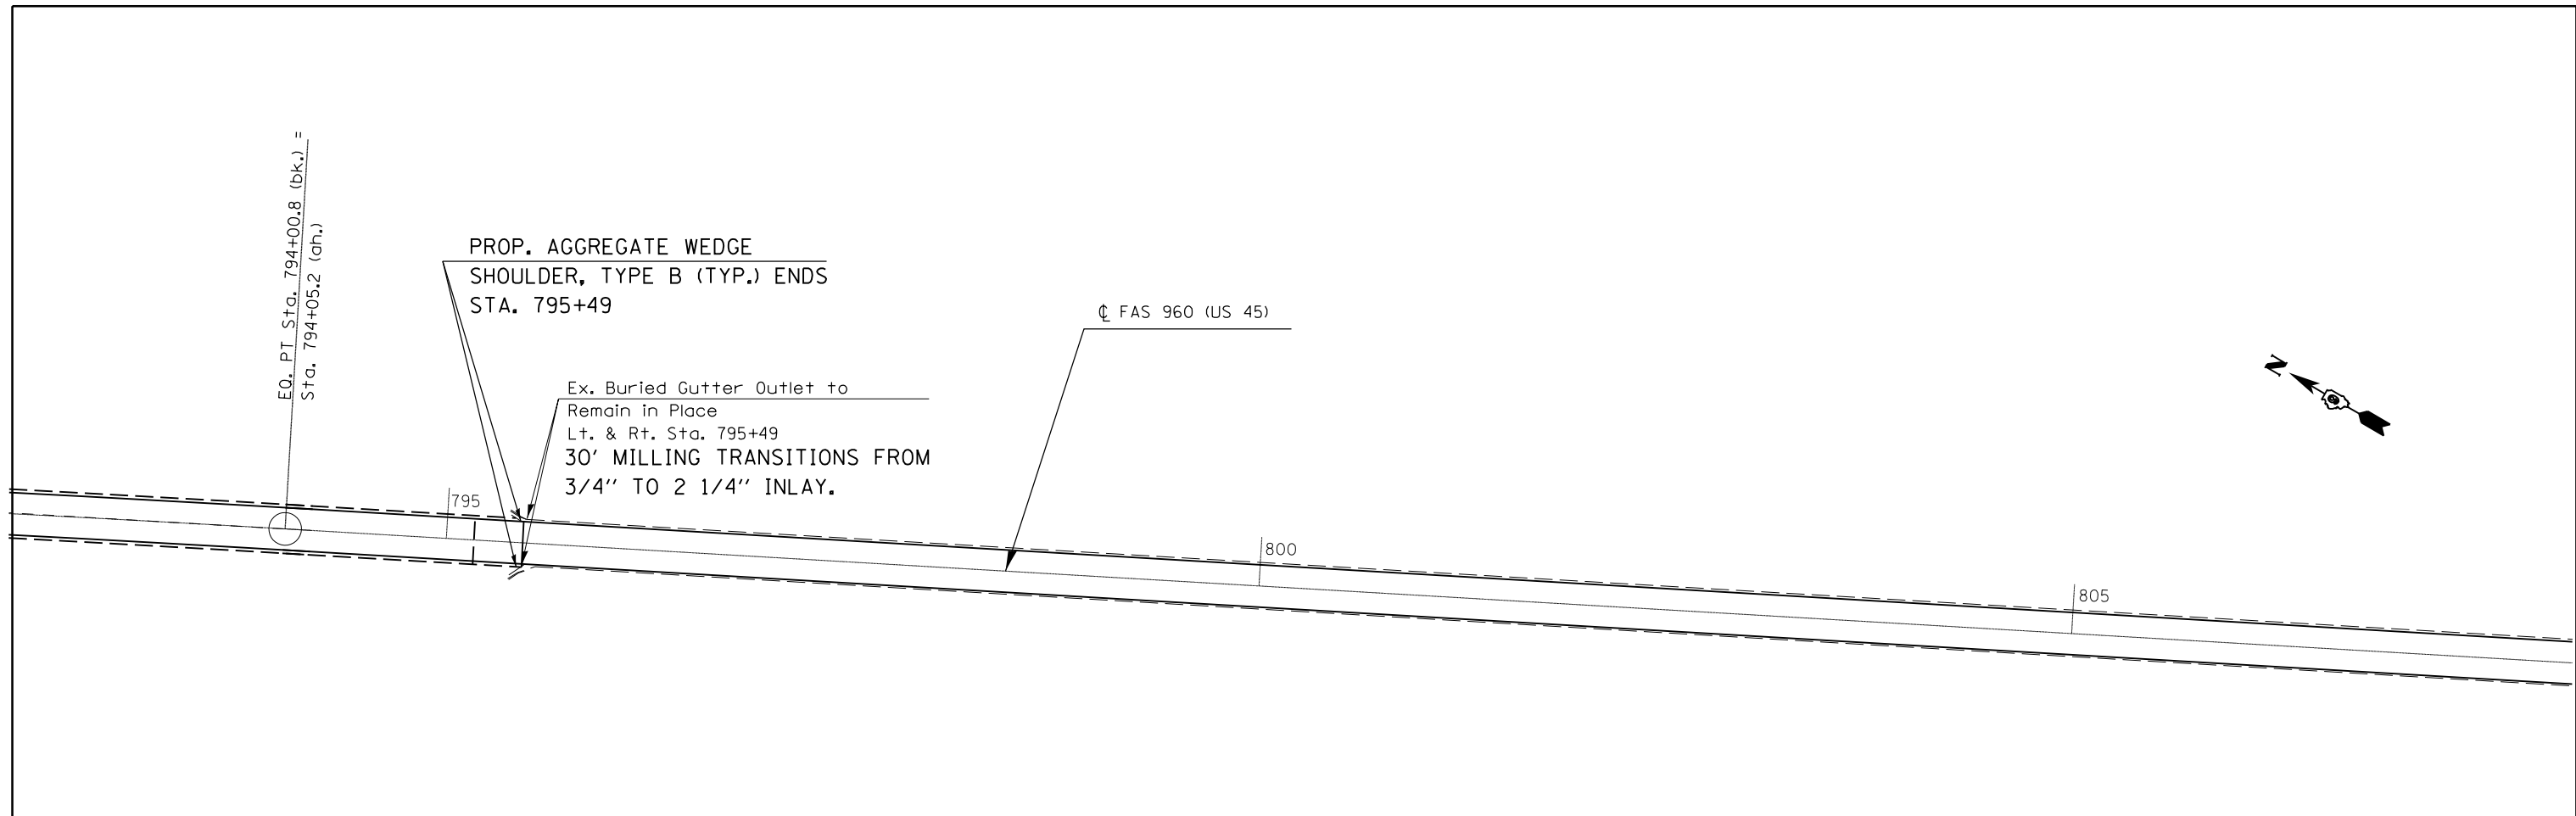 EQ. PT Sta. 794+00.8 (bk.) =
Sta. 794+05.2 (ah.)
PROP. AGGREGATE WEDGE
SHOULDER, TYPE B (TYP.) ENDS
STA. 795+49
Ex. Buried Gutter Outlet to
Remain in Place
Lt. & Rt. Sta. 795+49
30' MILLING TRANSITIONS FROM
3/4" TO 2 1/4" INLAY.
℄ FAS 960 (US 45)
N
795
800
805